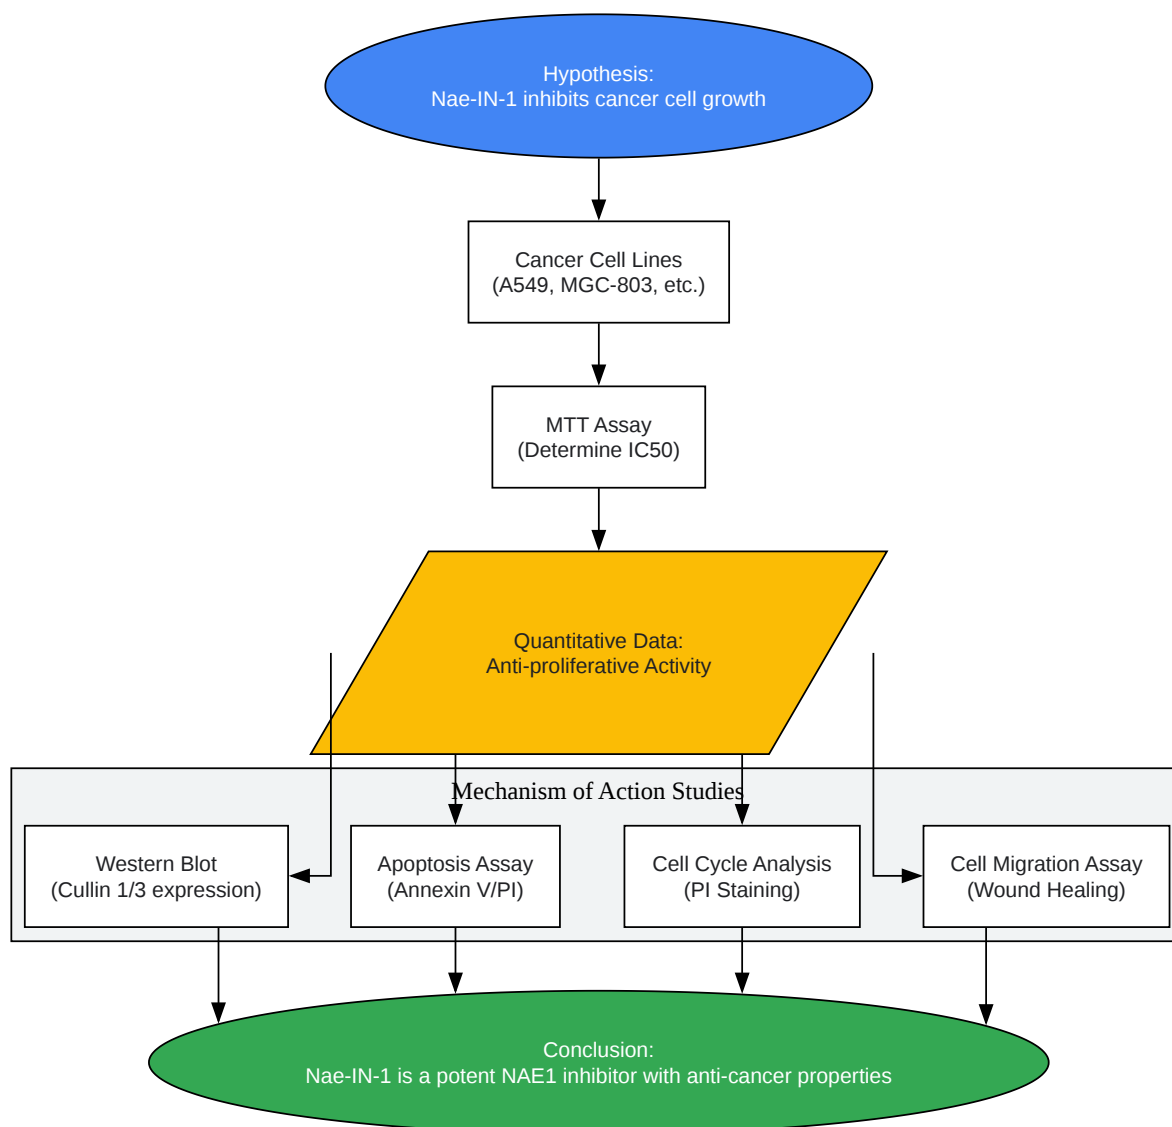 Hypothesis:
Nae-IN-1 inhibits cancer cell growth
Cancer Cell Lines
(A549, MGC-803, etc.)
MTT Assay
(Determine IC50)
Quantitative Data:
Anti-proliferative Activity
Mechanism of Action Studies
Western Blot
(Cullin 1/3 expression)
Apoptosis Assay
(Annexin V/PI)
Cell Cycle Analysis
(PI Staining)
Cell Migration Assay
(Wound Healing)
Conclusion:
Nae-IN-1 is a potent NAE1 inhibitor with anti-cancer properties